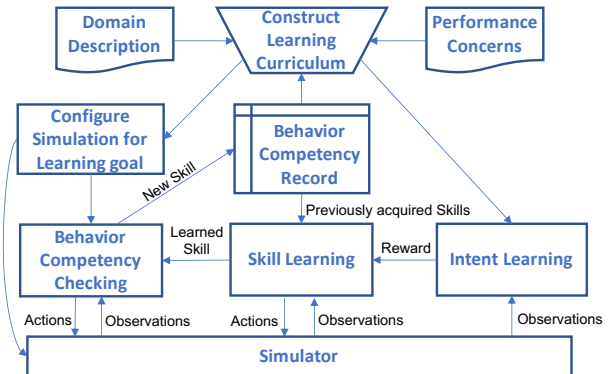 Domain
Description
Construct
Learning
Curriculum
Performance
Concerns
Configure
Simulation for
Learning goal
Behavior
Competency
Record
New Skill
Previously acquired Skills
Behavior
Competency
Checking
Learned
Skill
Skill Learning
Reward
Intent Learning
Actions
Observations
Actions
Observations
Observations
Simulator